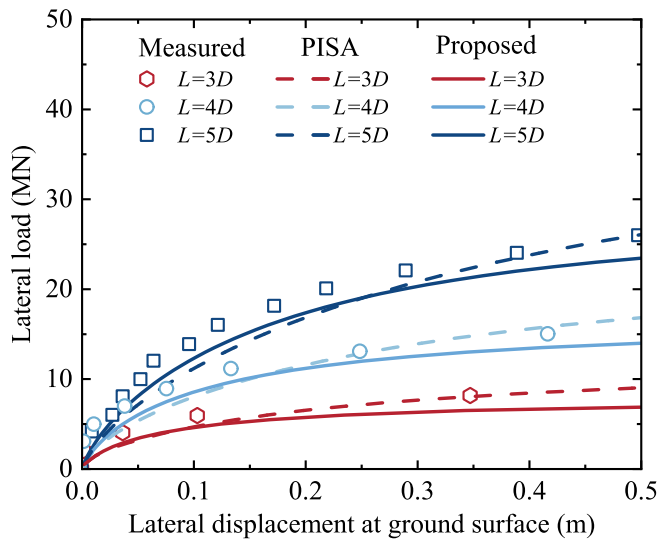 50
40
30
20
10
0
Lateral load (MN)
Measured PISA Proposed
L=3D L=3D L=3D
L=4D L=4D L=4D
L=5D L=5D L=5D
0.0 0.1 0.2 0.3 0.4 0.5
Lateral displacement at ground surface (m)